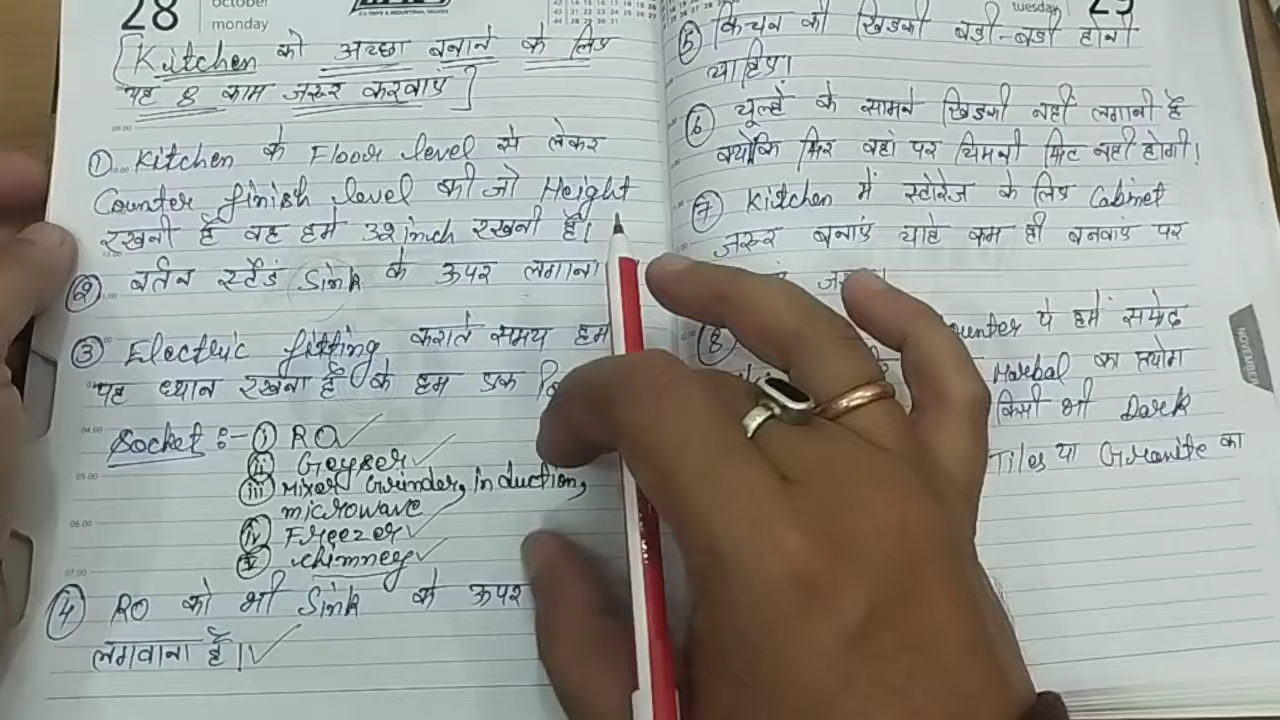 28
october
monday
[Kitchen को अच्छा बनाने के लिए
यह 8 काम जरूर करवाएं]
① Kitchen के Floor level से लेकर
Counter finish level की जो Height
रखनी है वह हमें 32 inch रखनी है।
② बर्तन स्टैंड Sink के ऊपर लगाना
③ Electric fitting कराते समय हमें
यह ध्यान रखना है के हम एक
Socket :- ⓘ RO ✓
ⓘⓘ Geyser ✓
ⓘⓘⓘ Mixer Grinder, induction,
microwave
ⓘⓥ Freezer ✓
ⓥ chimney ✓
④ RO को भी Sink के ऊपर
लगवाना है। ✓
tuesday
29
⑤ किचन की खिडकी बडी-बडी होनी
चाहिए।
⑥ चूल्हें के सामने खिडकी नहीं लगानी है
क्योंकि फिर वहां पर चिमनी फिट नही होगी!
⑦ Kitchen में स्टोरेज के लिए Cabinet
जरूर बनाएं चाहे कम ही बनवाएं पर
⑧ Counter पे हमें सफेद
Marbal का प्रयोग
किसी भी Dark
Tiles या Granite का
NOVEMBER